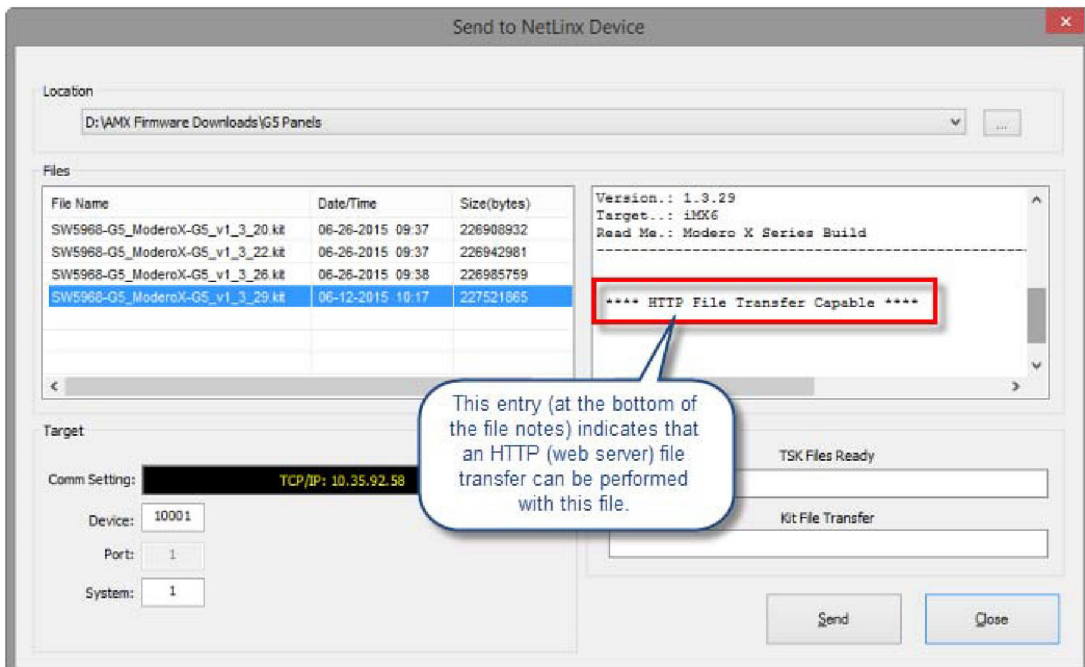 Send to NetLinx Device
Location
D:\AMX Firmware Downloads\G5 Panels
...
Files
File Name Date/Time Size(bytes)
SW5968-G5_ModeroX-G5_v1_3_20.kit 06-26-2015 09:37 226908932
SW5968-G5_ModeroX-G5_v1_3_22.kit 06-26-2015 09:37 226942981
SW5968-G5_ModeroX-G5_v1_3_26.kit 06-26-2015 09:38 226985759
SW5968-G5_ModeroX-G5_v1_3_29.kit 06-12-2015 10:17 227521865
Version.: 1.3.29
Target..: iMX6
Read Me.: Modero X Series Build
--------------------------------------------------
**** HTTP File Transfer Capable ****
This entry (at the bottom of
the file notes) indicates that
an HTTP (web server) file
transfer can be performed
with this file.
Target
Comm Setting: TCP/IP: 10.35.92.58
Device: 10001
Port: 1
System: 1
TSK Files Ready
Kit File Transfer
Send Close